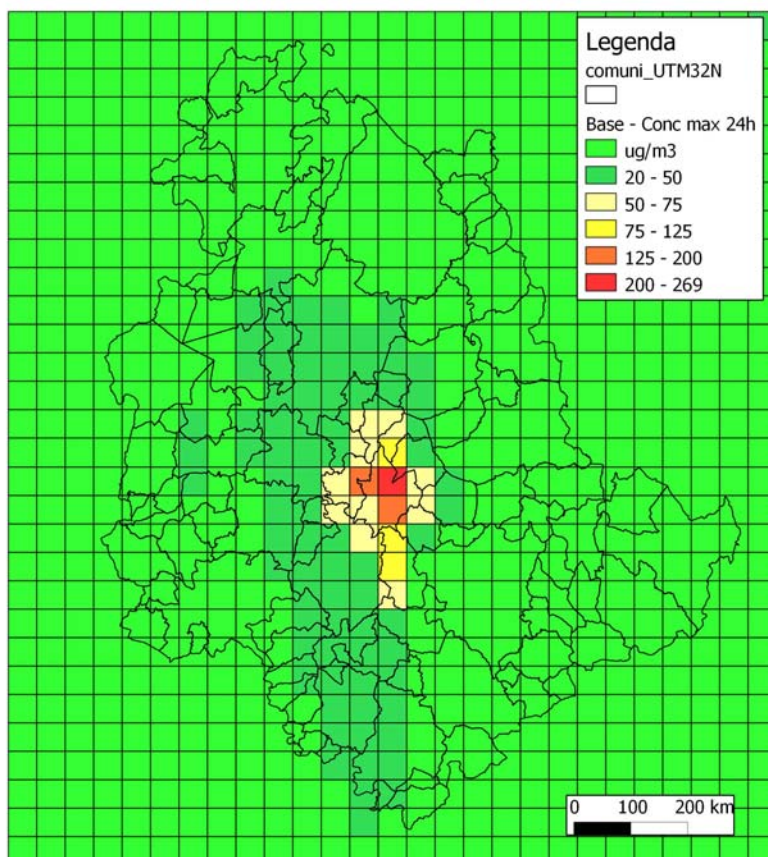 Legenda
comuni_UTM32N
Base - Conc max 24h
ug/m3
20 - 50
50 - 75
75 - 125
125 - 200
200 - 269
0 100 200 km